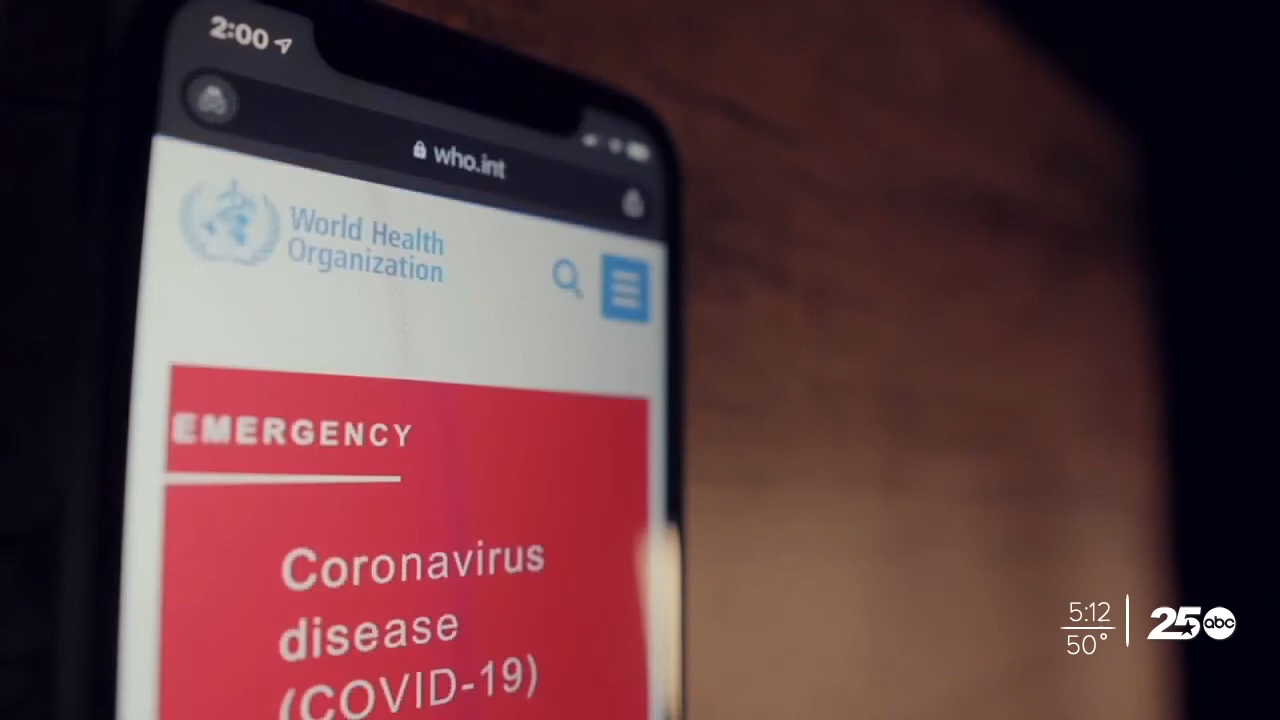 2:00
who.int
World Health
Organization
EMERGENCY
Coronavirus
disease
(COVID-19)
5:12
50°
25 abc